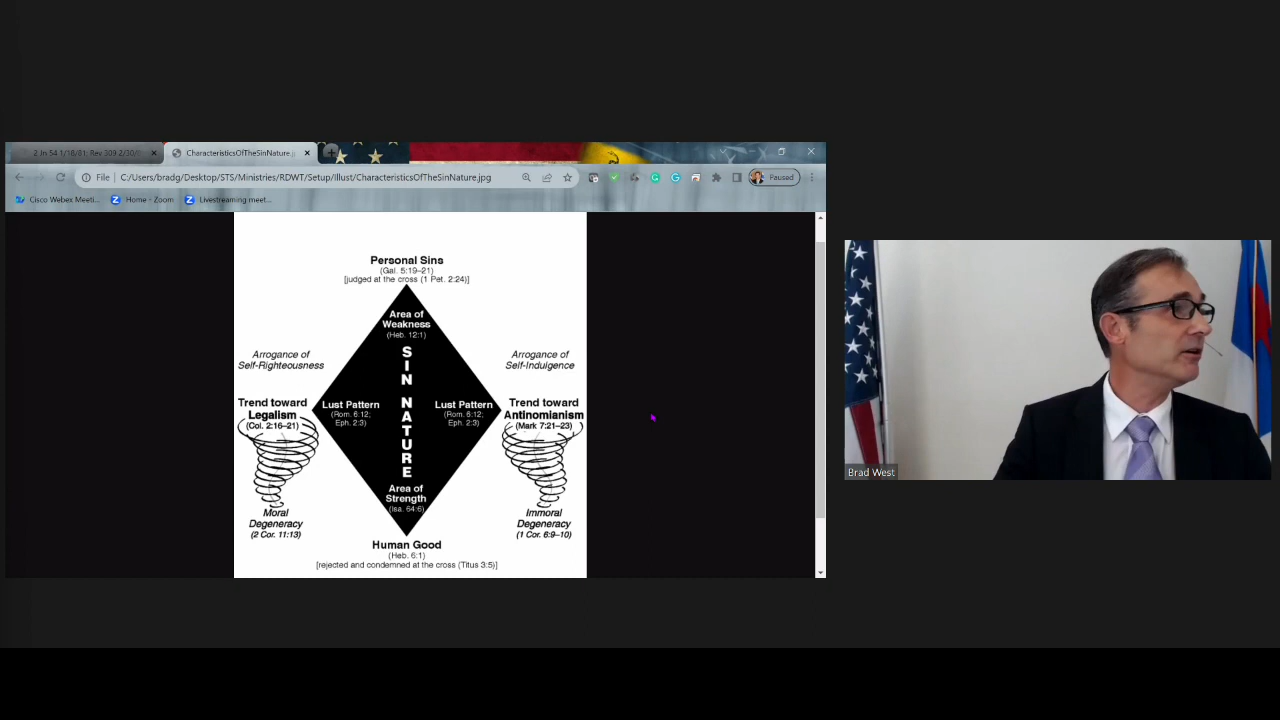 2 Jn 54 1/18/81; Rev 309 2/30/
CharacteristicsOfTheSinNature.j
File C:/Users/bradg/Desktop/STS/Ministries/RDWT/Setup/Illust/CharacteristicsOfTheSinNature.jpg Paused
Cisco Webex Meeti... Home - Zoom Livestreaming meet...
Personal Sins
(Gal. 5:19–21)
[judged at the cross (1 Pet. 2:24)]
Area of
Weakness
(Heb. 12:1)
SIN NATURE
Arrogance of
Self-Righteousness
Arrogance of
Self-Indulgence
Trend toward
Legalism
(Col. 2:16–21)
Lust Pattern
(Rom. 6:12;
Eph. 2:3)
Lust Pattern
(Rom. 6:12;
Eph. 2:3)
Trend toward
Antinomianism
(Mark 7:21–23)
Area of
Strength
(Isa. 64:6)
Moral
Degeneracy
(2 Cor. 11:13)
Immoral
Degeneracy
(1 Cor. 6:9–10)
Human Good
(Heb. 6:1)
[rejected and condemned at the cross (Titus 3:5)]
Brad West